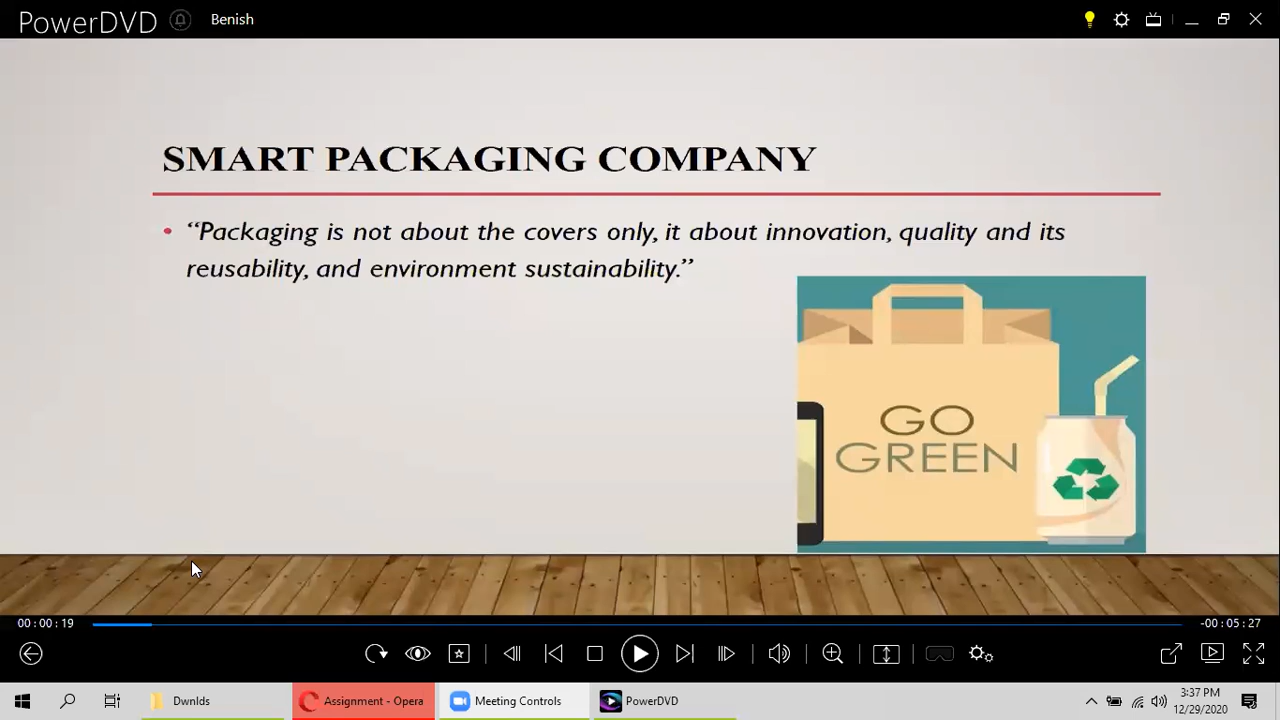 PowerDVD
Benish
SMART PACKAGING COMPANY
• “Packaging is not about the covers only, it about innovation, quality and its
reusability, and environment sustainability.”
GO
GREEN
00 : 00 : 19
-00 : 05 : 27
Dwnlds
Assignment - Opera
Meeting Controls
PowerDVD
3:37 PM
12/29/2020